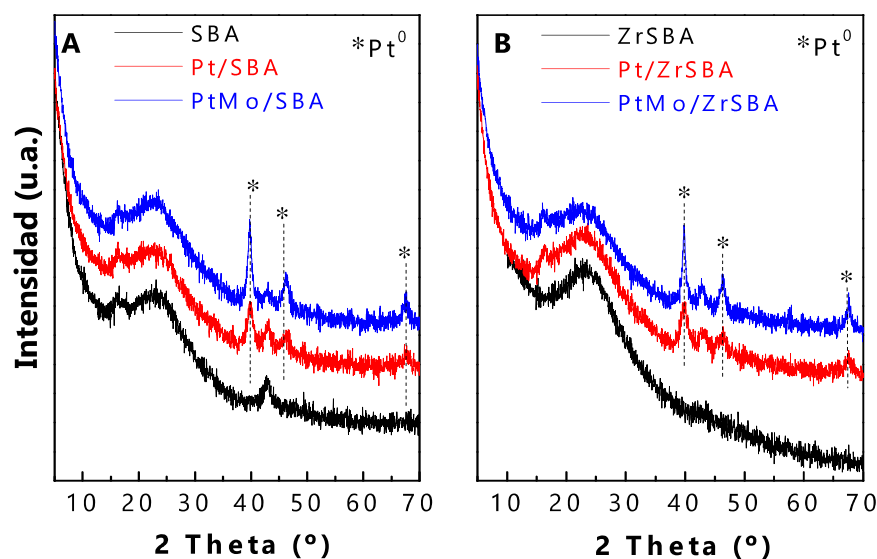 A
SBA
Pt/SBA
PtMo/SBA
*Pt⁰
*
*
*
10 20 30 40 50 60 70
2 Theta (º)
Intensidad (u.a.)
B
ZrSBA
Pt/ZrSBA
PtMo/ZrSBA
*Pt⁰
*
*
*
10 20 30 40 50 60 70
2 Theta (º)